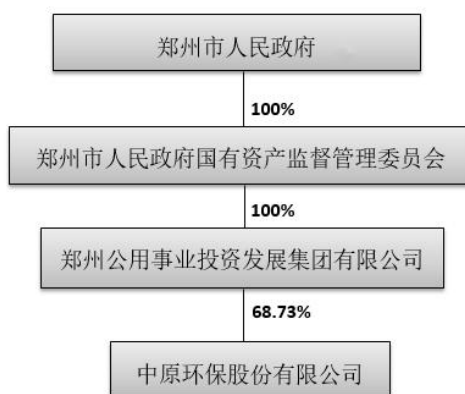 郑州市人民政府
100%
郑州市人民政府国有资产监督管理委员会
100%
郑州公用事业投资发展集团有限公司
68.73%
中原环保股份有限公司